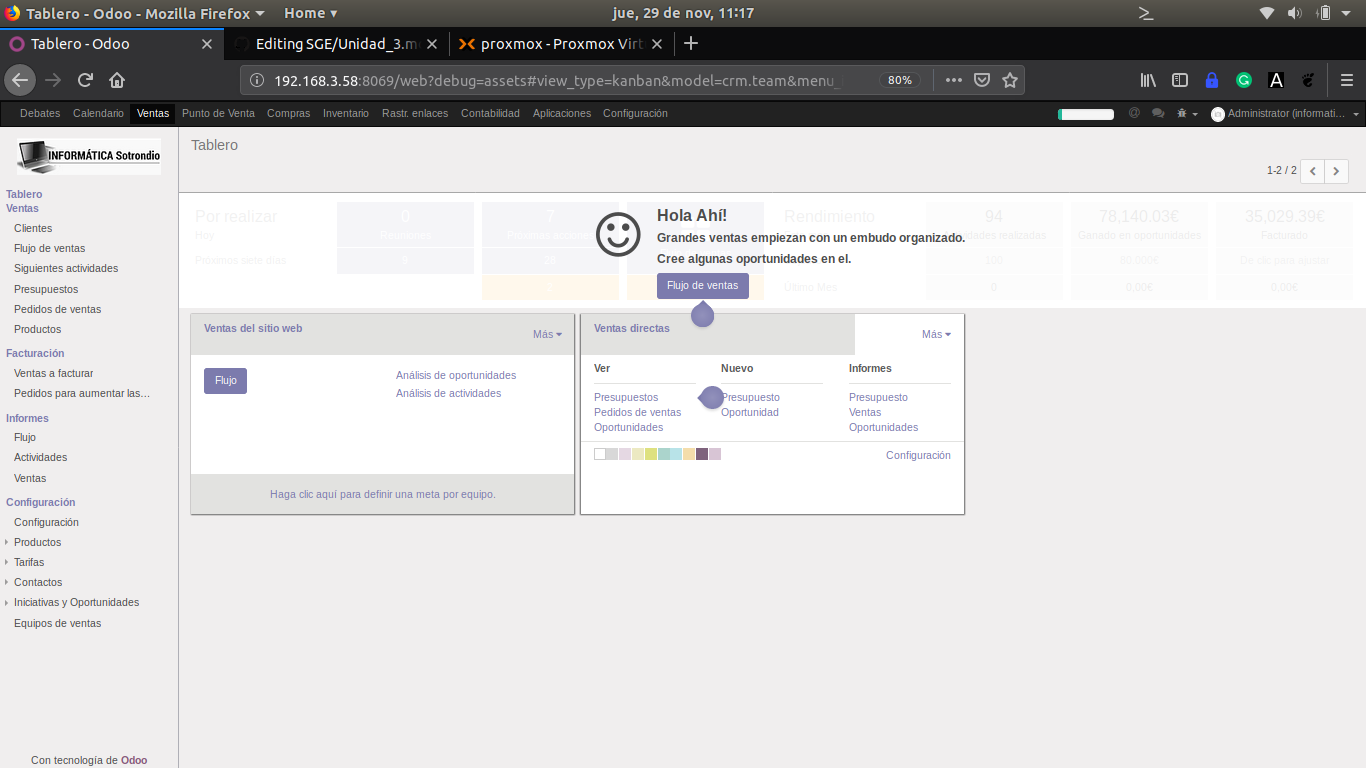 Tablero - Odoo - Mozilla Firefox
Home
jue, 29 de nov, 11:17
Tablero - Odoo
Editing SGE/Unidad_3.m
proxmox - Proxmox Virt
192.168.3.58:8069/web?debug=assets#view_type=kanban&model=crm.team&menu_
80%
Debates Calendario Ventas Punto de Venta Compras Inventario Rastr. enlaces Contabilidad Aplicaciones Configuración
Administrator (informati...
INFORMÁTICA Sotrondio
Tablero
Ventas
Clientes
Flujo de ventas
Siguientes actividades
Presupuestos
Pedidos de ventas
Productos
Facturación
Ventas a facturar
Pedidos para aumentar las...
Informes
Flujo
Actividades
Ventas
Configuración
Configuración
Productos
Tarifas
Contactos
Iniciativas y Oportunidades
Equipos de ventas
Con tecnología de Odoo
Tablero
1-2 / 2
Por realizar
Hoy
Próximos siete días
0
Reuniones
7
Hola Ahí!
Grandes ventas empiezan con un embudo organizado.
Cree algunas oportunidades en el.
Flujo de ventas
Rendimiento
94
realizadas
100
0
Último Mes
78,140.03€
Ganado en oportunidades
80,000€
0,00€
35,029.39€
Facturado
De clic para ajustar
0,00€
Ventas del sitio web
Más
Flujo
Análisis de oportunidades
Análisis de actividades
Haga clic aquí para definir una meta por equipo.
Ventas directas
Más
Ver
Presupuestos
Pedidos de ventas
Oportunidades
Nuevo
Presupuesto
Oportunidad
Informes
Presupuesto
Ventas
Oportunidades
Configuración